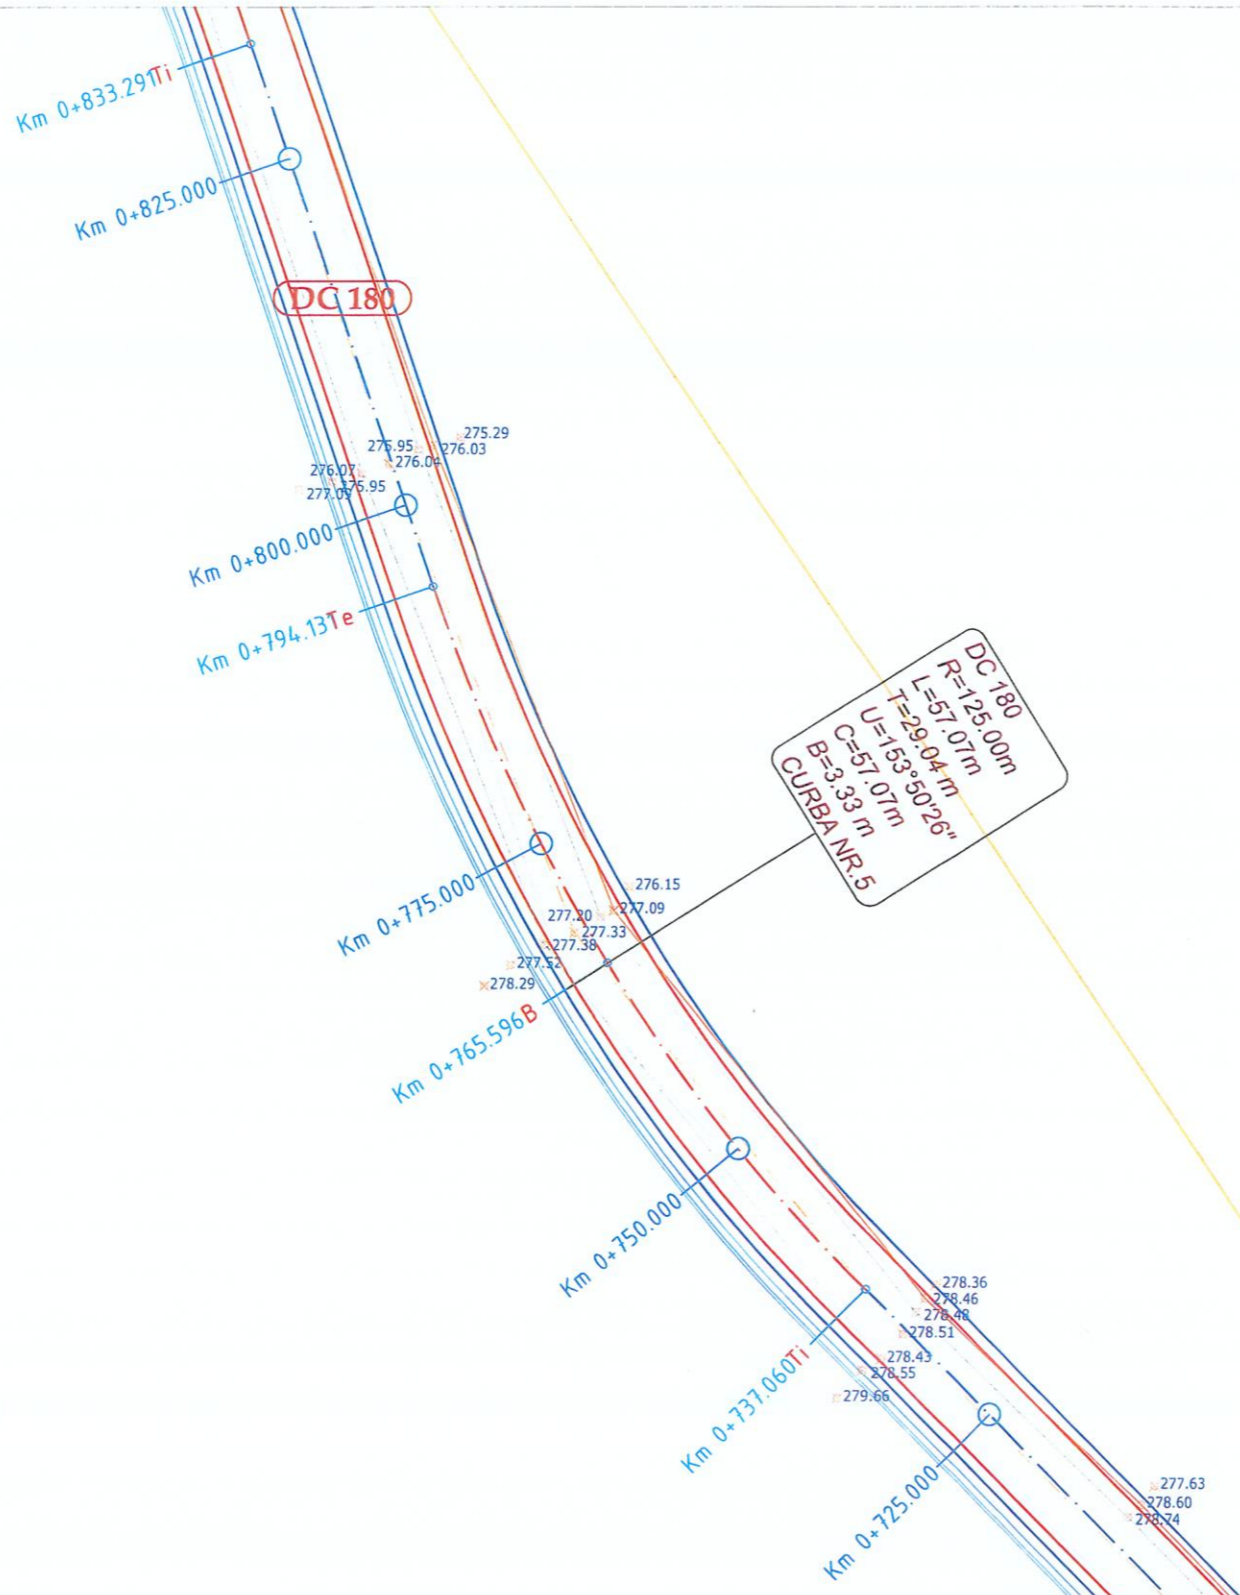 Km 0+833.291Ti
Km 0+825.000
DC 180
275.29
275.95
276.03
276.04
276.07
275.95
277.09
Km 0+800.000
Km 0+794.131Te
DC 180
R=125.00m
L=57.07m
T=29.04 m
U=153°50'26"
C=57.07m
B=3.33 m
CURBA NR.5
Km 0+775.000
276.15
277.09
277.20
277.33
277.38
277.52
278.29
Km 0+765.596B
Km 0+750.000
278.36
278.46
278.48
278.51
278.43
278.55
279.66
Km 0+737.060Ti
Km 0+725.000
277.63
278.60
278.74